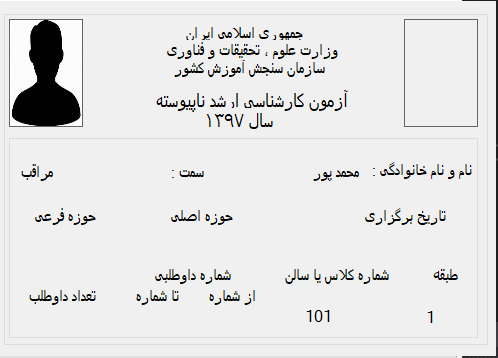 جمهوری اسلامی ایران
وزارت علوم ، تحقیقات و فناوری
سازمان سنجش آموزش کشور
آزمون کارشناسی ارشد ناپیوسته
سال ۱۳۹۷
نام و نام خانوادگی : محمد پور سمت : مراقب
تاریخ برگزاری حوزه اصلی حوزه فرعی
طبقه شماره کلاس یا سالن شماره داوطلبی
از شماره تا شماره تعداد داوطلب
1 101